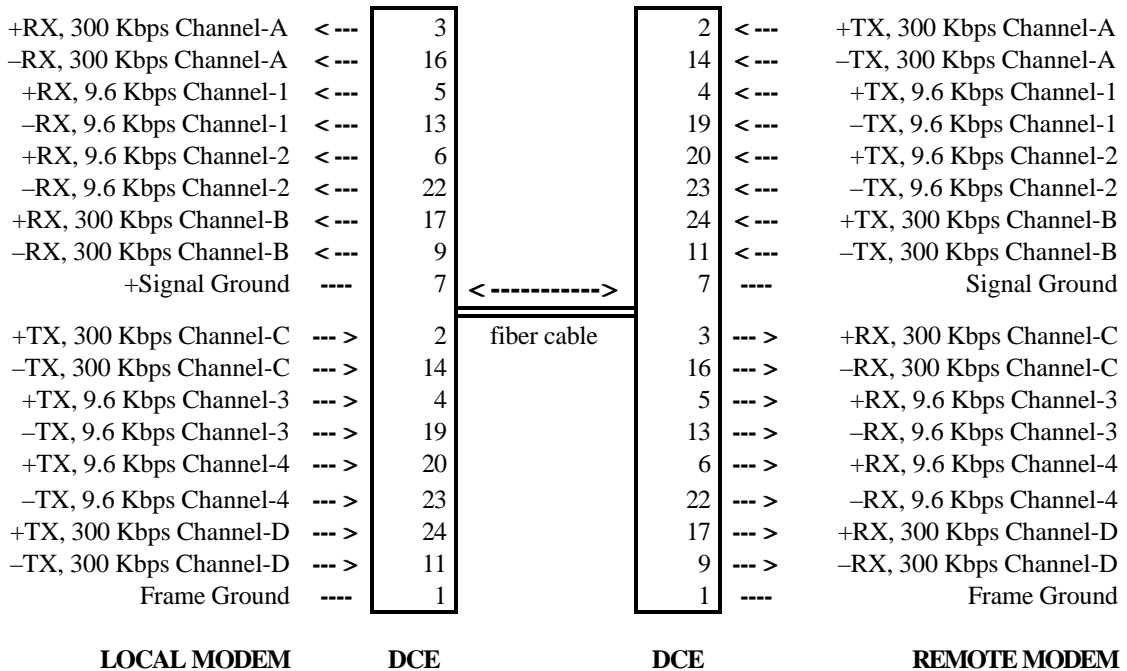 +RX, 300 Kbps Channel-A <--- 3 2 <--- +TX, 300 Kbps Channel-A
–RX, 300 Kbps Channel-A <--- 16 14 <--- –TX, 300 Kbps Channel-A
+RX, 9.6 Kbps Channel-1 <--- 5 4 <--- +TX, 9.6 Kbps Channel-1
–RX, 9.6 Kbps Channel-1 <--- 13 19 <--- –TX, 9.6 Kbps Channel-1
+RX, 9.6 Kbps Channel-2 <--- 6 20 <--- +TX, 9.6 Kbps Channel-2
–RX, 9.6 Kbps Channel-2 <--- 22 23 <--- –TX, 9.6 Kbps Channel-2
+RX, 300 Kbps Channel-B <--- 17 24 <--- +TX, 300 Kbps Channel-B
–RX, 300 Kbps Channel-B <--- 9 11 <--- –TX, 300 Kbps Channel-B
+Signal Ground ---- 7 <-----------> 7 ---- Signal Ground
+TX, 300 Kbps Channel-C ---> 2 fiber cable 3 ---> +RX, 300 Kbps Channel-C
–TX, 300 Kbps Channel-C ---> 14 16 ---> –RX, 300 Kbps Channel-C
+TX, 9.6 Kbps Channel-3 ---> 4 5 ---> +RX, 9.6 Kbps Channel-3
–TX, 9.6 Kbps Channel-3 ---> 19 13 ---> –RX, 9.6 Kbps Channel-3
+TX, 9.6 Kbps Channel-4 ---> 20 6 ---> +RX, 9.6 Kbps Channel-4
–TX, 9.6 Kbps Channel-4 ---> 23 22 ---> –RX, 9.6 Kbps Channel-4
+TX, 300 Kbps Channel-D ---> 24 17 ---> +RX, 300 Kbps Channel-D
–TX, 300 Kbps Channel-D ---> 11 9 ---> –RX, 300 Kbps Channel-D
Frame Ground ---- 1 1 ---- Frame Ground
LOCAL MODEM DCE DCE REMOTE MODEM